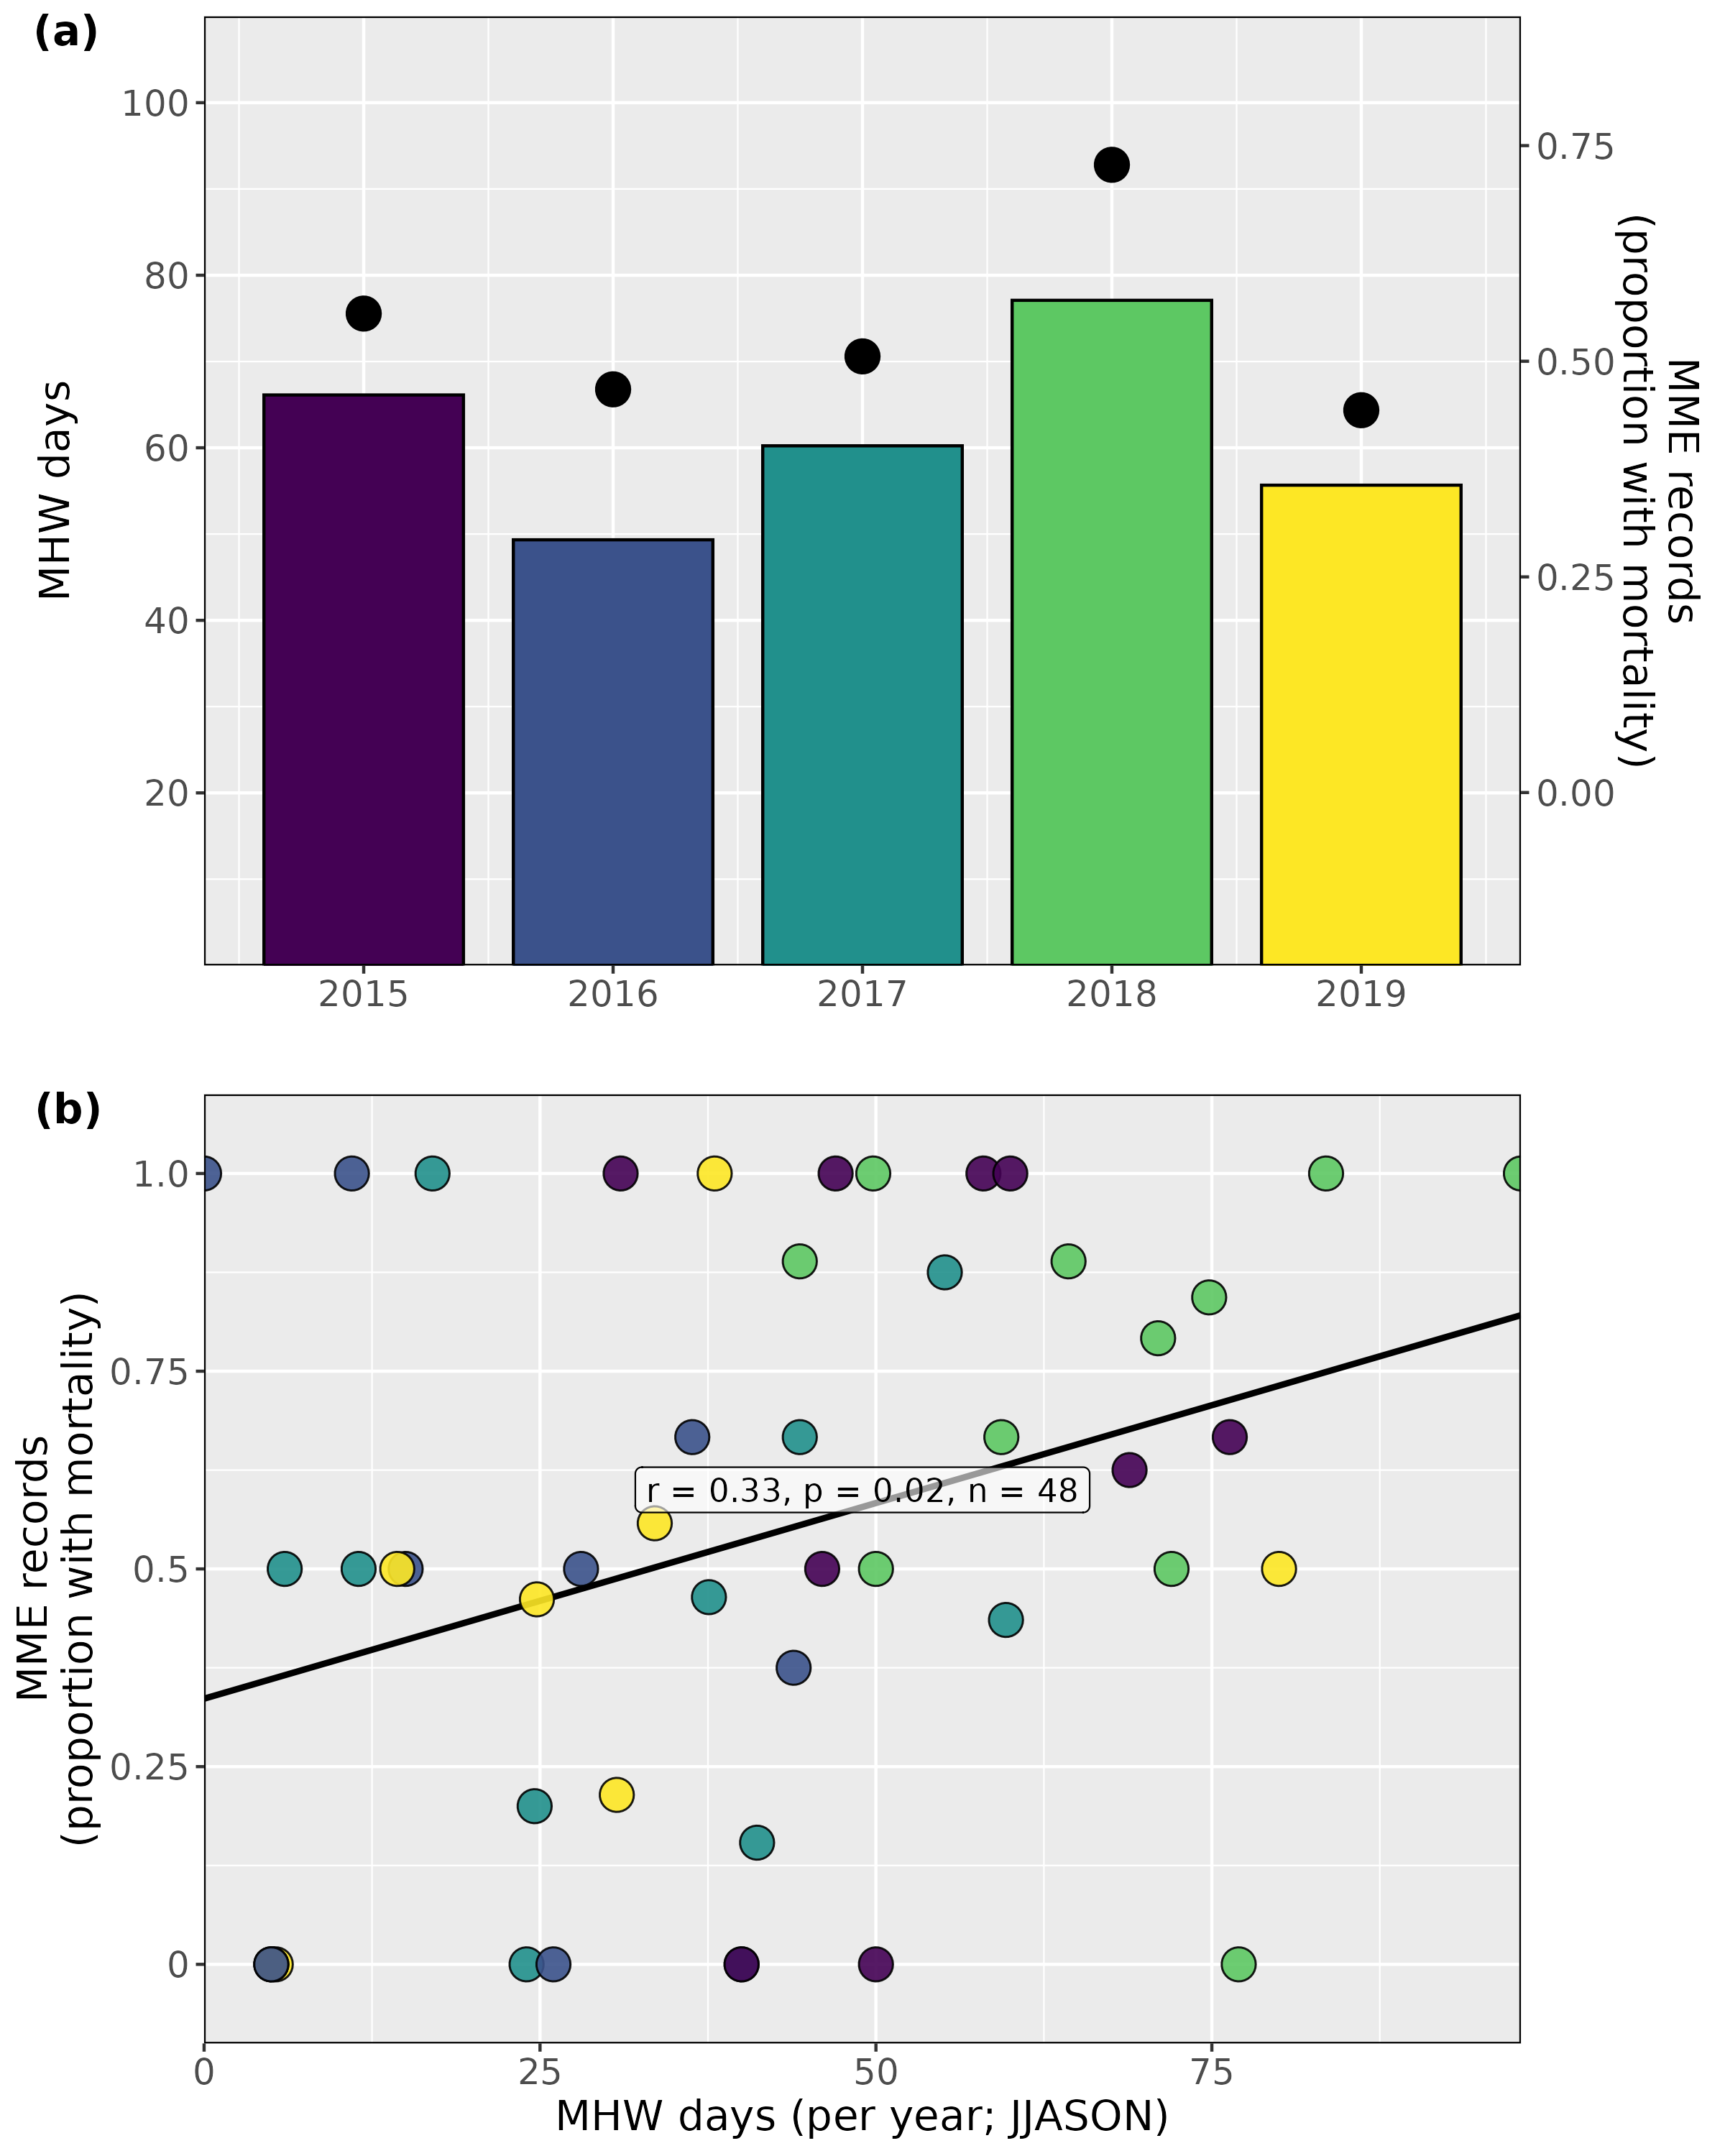 (a)
100
80
60
40
20
MHW days
0.75
0.50
0.25
0.00
MME records
(proportion with mortality)
2015 2016 2017 2018 2019
(b)
1.0
0.75
0.5
0.25
0
MME records
(proportion with mortality)
r = 0.33, p = 0.02, n = 48
0 25 50 75
MHW days (per year; JJASON)